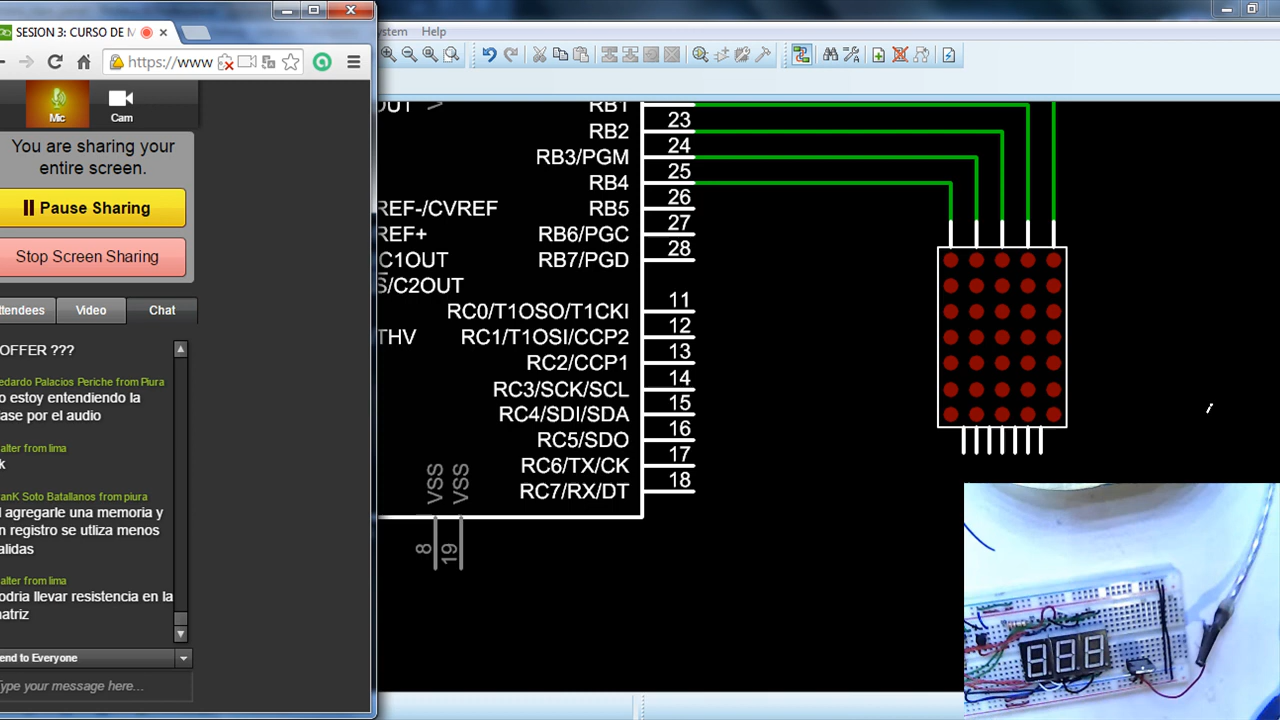 SESION 3: CURSO DE M
https://www
Mic
Cam
You are sharing your
entire screen.
Pause Sharing
Stop Screen Sharing
ttendees
Video
Chat
OFFER ???
edardo Palacios Periche from Piura
o estoy entendiendo la
ase por el audio
alter from lima
k
ranK Soto Batallanos from piura
l agregarle una memoria y
n registro se utliza menos
alidas
alter from lima
odria llevar resistencia en la
natriz
end to Everyone
Type your message here...
ystem Help
OUT
RB1
RB2
23
RB3/PGM
24
RB4
25
REF-/CVREF
RB5
26
REF+
RB6/PGC
27
C1OUT
RB7/PGD
28
S/C2OUT
RC0/T1OSO/T1CKI
11
THV
RC1/T1OSI/CCP2
12
RC2/CCP1
13
RC3/SCK/SCL
14
RC4/SDI/SDA
15
RC5/SDO
16
RC6/TX/CK
17
RC7/RX/DT
18
VSS
VSS
8
19